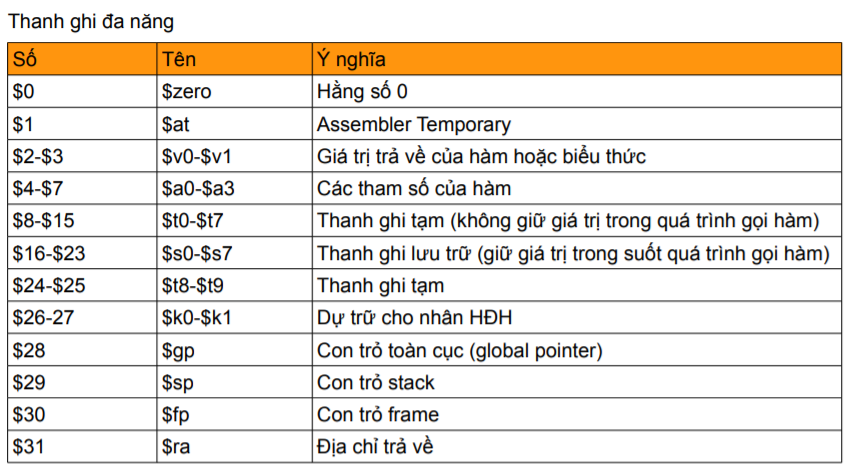 Thanh ghi đa năng
Số Tên Ý nghĩa
$0 $zero Hằng số 0
$1 $at Assembler Temporary
$2-$3 $v0-$v1 Giá trị trả về của hàm hoặc biểu thức
$4-$7 $a0-$a3 Các tham số của hàm
$8-$15 $t0-$t7 Thanh ghi tạm (không giữ giá trị trong quá trình gọi hàm)
$16-$23 $s0-$s7 Thanh ghi lưu trữ (giữ giá trị trong suốt quá trình gọi hàm)
$24-$25 $t8-$t9 Thanh ghi tạm
$26-27 $k0-$k1 Dự trữ cho nhân HĐH
$28 $gp Con trỏ toàn cục (global pointer)
$29 $sp Con trỏ stack
$30 $fp Con trỏ frame
$31 $ra Địa chỉ trả về